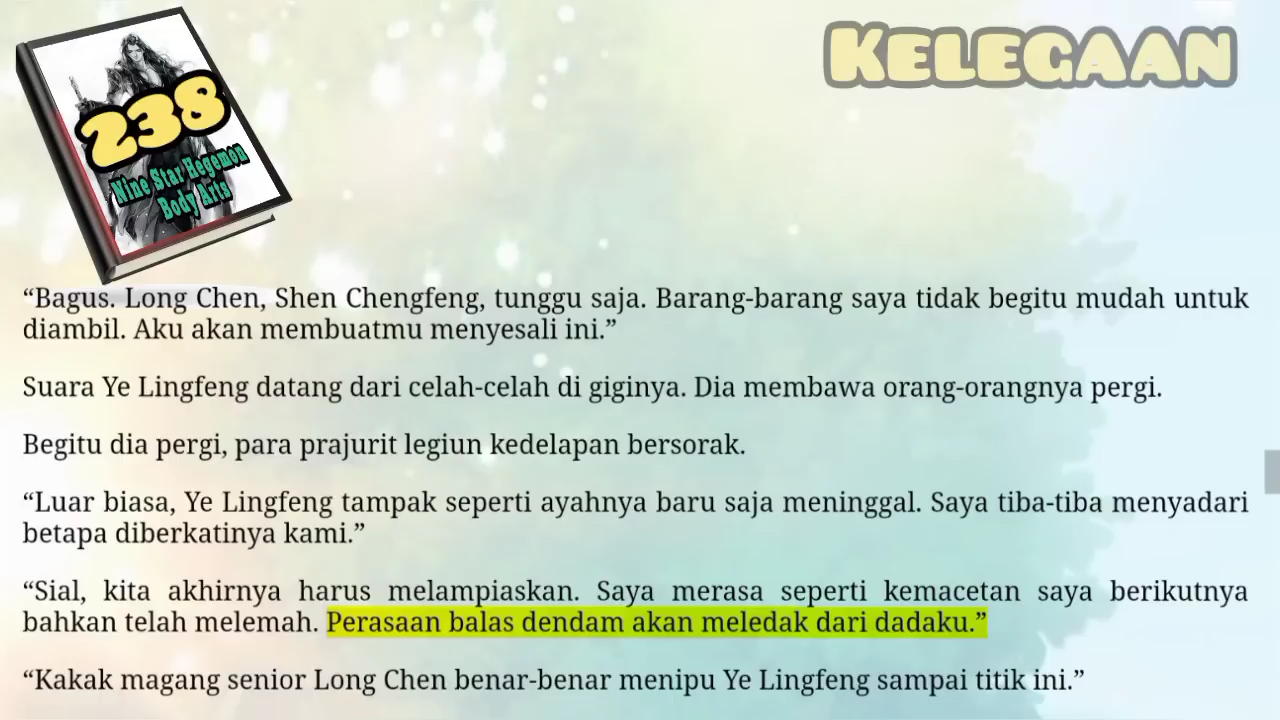 KELEGAAN
238
Nine Star Hegemon
Body Arts
“Bagus. Long Chen, Shen Chengfeng, tunggu saja. Barang-barang saya tidak begitu mudah untuk
diambil. Aku akan membuatmu menyesali ini.”
Suara Ye Lingfeng datang dari celah-celah di giginya. Dia membawa orang-orangnya pergi.
Begitu dia pergi, para prajurit legiun kedelapan bersorak.
“Luar biasa, Ye Lingfeng tampak seperti ayahnya baru saja meninggal. Saya tiba-tiba menyadari
betapa diberkatinya kami.”
“Sial, kita akhirnya harus melampiaskan. Saya merasa seperti kemacetan saya berikutnya
bahkan telah melemah. Perasaan balas dendam akan meledak dari dadaku.”
“Kakak magang senior Long Chen benar-benar menipu Ye Lingfeng sampai titik ini.”